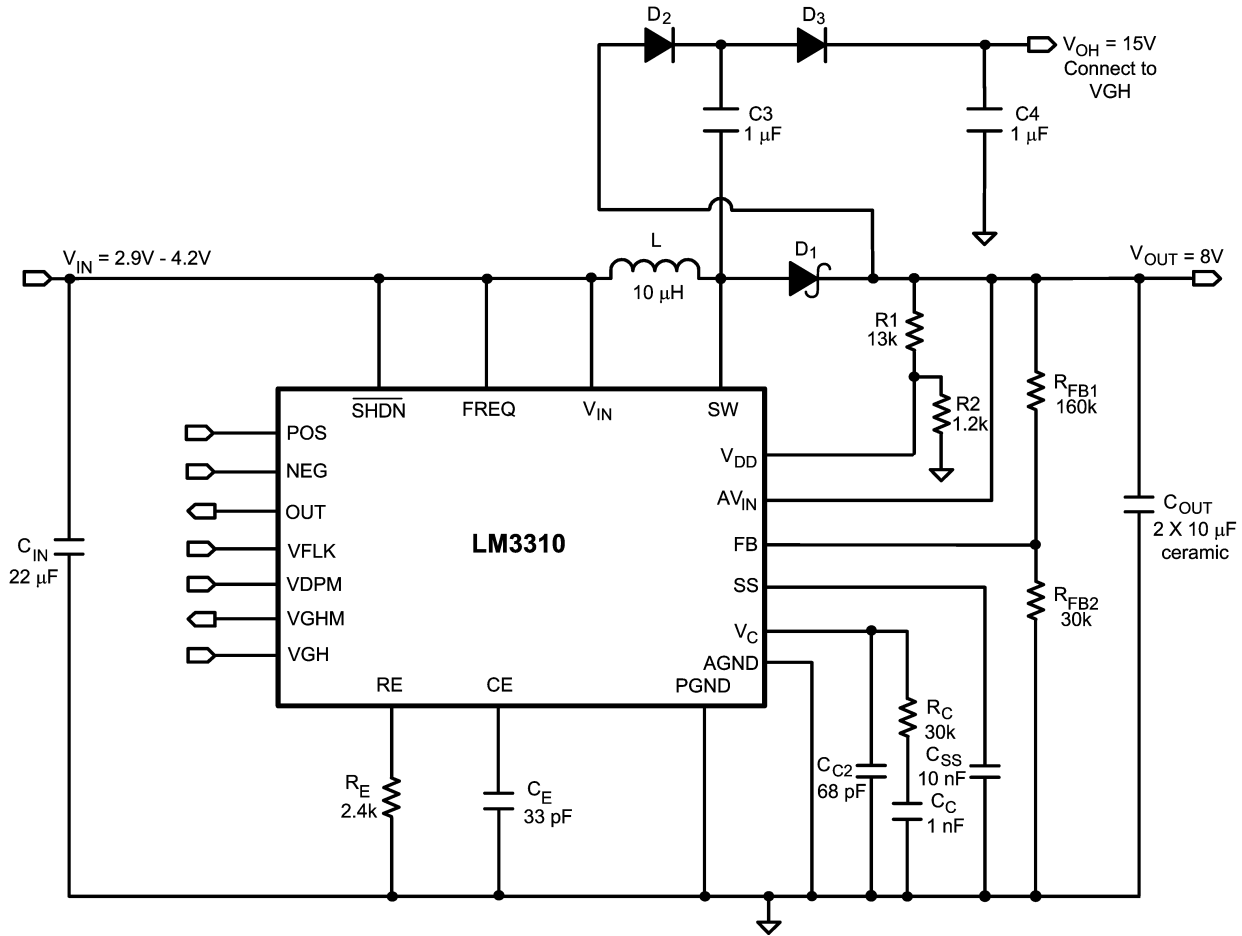 D2
D3
VOH = 15V
Connect to
VGH
C3
1 μF
C4
1 μF
VIN = 2.9V - 4.2V
L
10 μH
D1
VOUT = 8V
R1
13k
R2
1.2k
RFB1
160k
SHDN
FREQ
VIN
SW
POS
NEG
OUT
VFLK
VDPM
VGHM
VGH
LM3310
VDD
AVIN
FB
SS
VC
AGND
RE
CE
PGND
CIN
22 μF
COUT
2 X 10 μF
ceramic
RFB2
30k
RC
30k
CSS
10 nF
CC2
68 pF
CC
1 nF
RE
2.4k
CE
33 pF